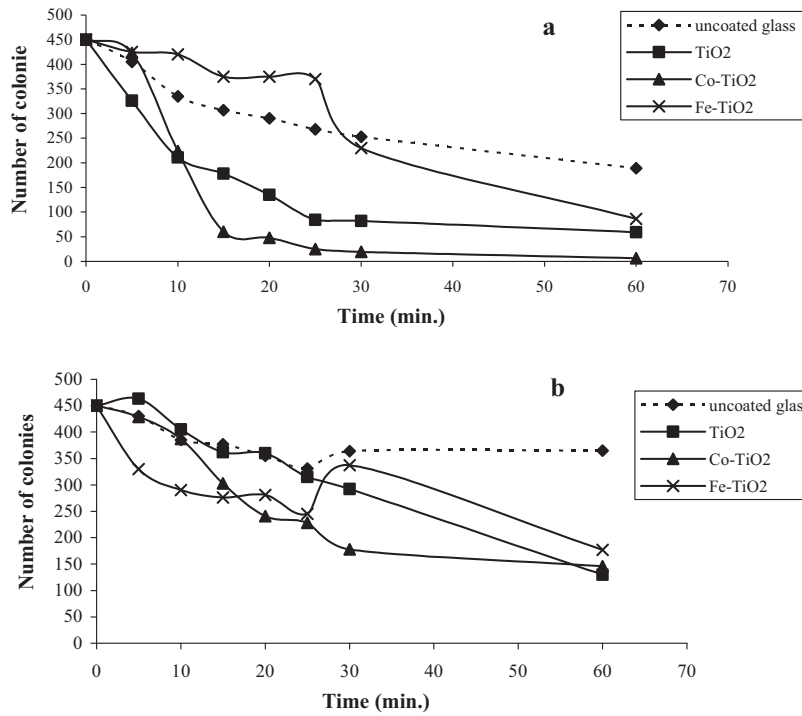 a
500
450
400
350
300
250
200
150
100
50
0
Number of colonie
0 10 20 30 40 50 60 70
Time (min.)
uncoated glass
TiO2
Co-TiO2
Fe-TiO2
b
500
450
400
350
300
250
200
150
100
50
0
Number of colonies
0 10 20 30 40 50 60 70
Time (min.)
uncoated glass
TiO2
Co-TiO2
Fe-TiO2